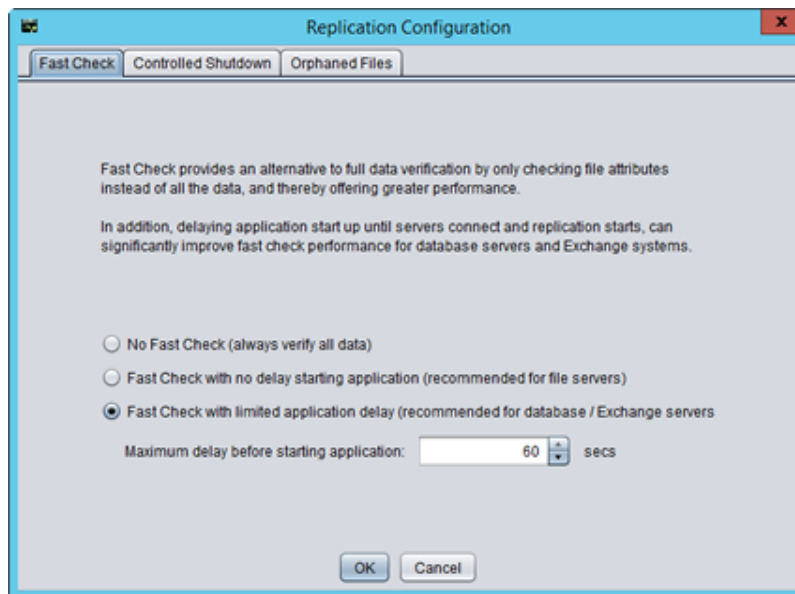 Replication Configuration
x
Fast Check Controlled Shutdown Orphaned Files
Fast Check provides an alternative to full data verification by only checking file attributes
instead of all the data, and thereby offering greater performance.
In addition, delaying application start up until servers connect and replication starts, can
significantly improve fast check performance for database servers and Exchange systems.
No Fast Check (always verify all data)
Fast Check with no delay starting application (recommended for file servers)
Fast Check with limited application delay (recommended for database / Exchange servers
Maximum delay before starting application: 60 secs
OK Cancel